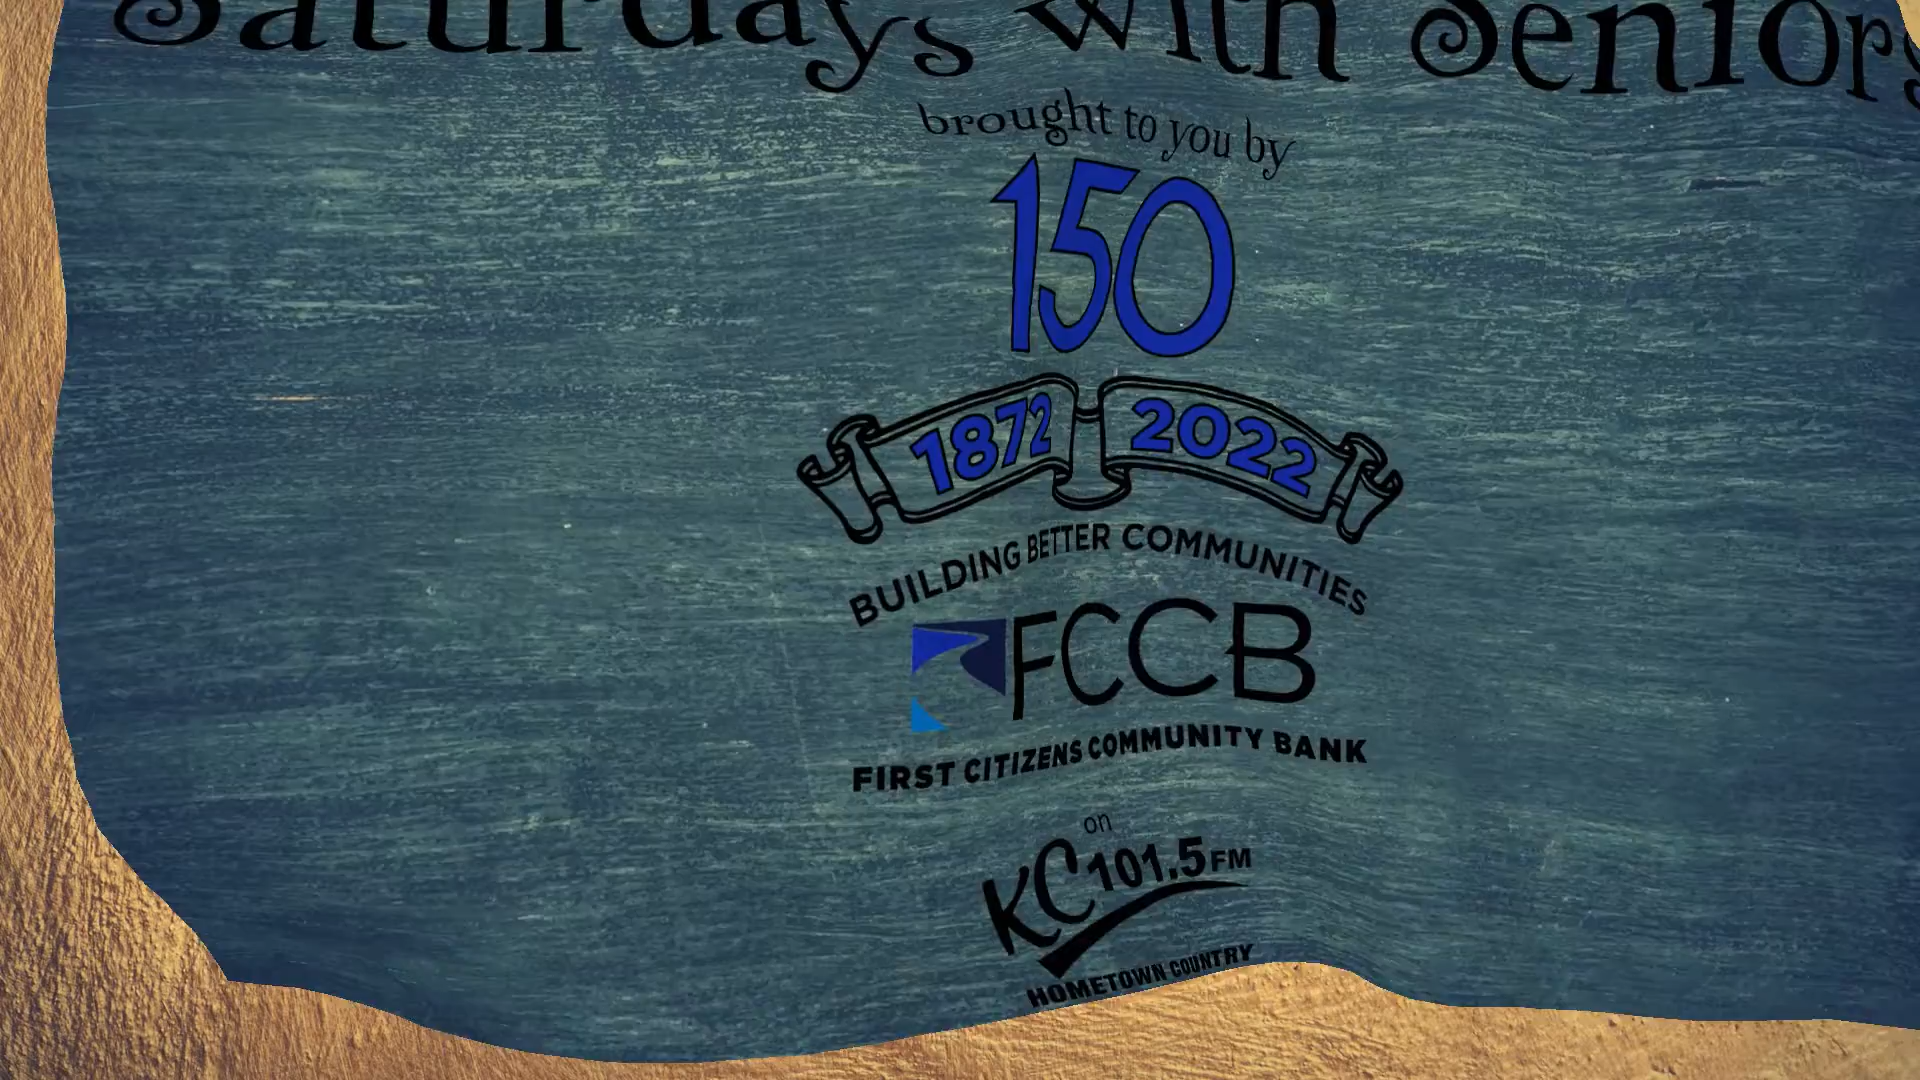 Saturdays with Seniors
brought to you by
150
1872 2022
BUILDING BETTER COMMUNITIES
FCCB
FIRST CITIZENS COMMUNITY BANK
on
KC 101.5 FM
HOMETOWN COUNTRY